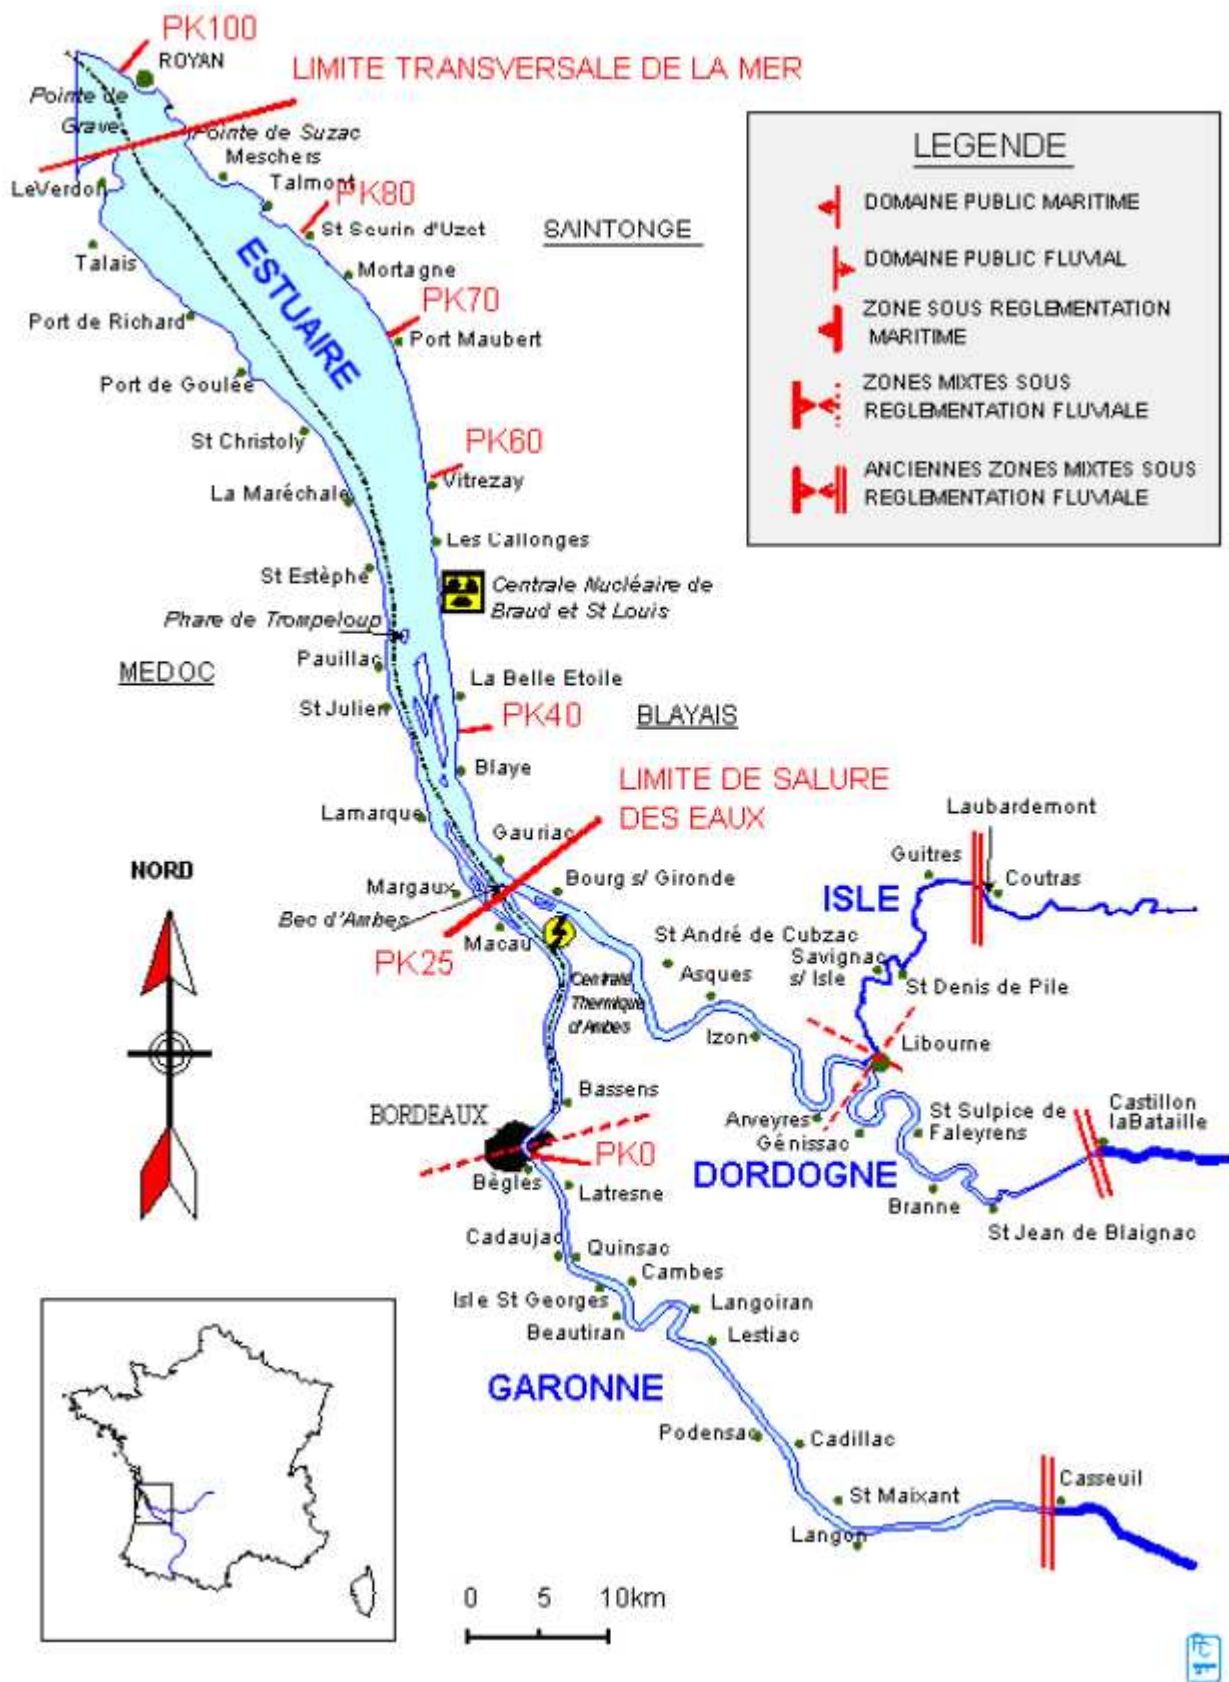 PK100
ROYAN
LIMITE TRANSVERSALE DE LA MER
Pointe de
Grave
Pointe de Suzac
Meschers
LeVerdon
Talmont
PK80
St Seurin d'Uzet
SAINTONGE
Talais
Mortagne
ESTUAIRE
PK70
Port de Richard
Port Maubert
Port de Goulée
St Christoly
PK60
La Maréchale
Vitrezay
Les Callonges
St Estèphe
Centrale Nucléaire de
Braud et St Louis
Phare de Trompeloup
Pauillac
MEDOC
La Belle Etoile
St Julien
PK40
BLAYAIS
Blaye
LIMITE DE SALURE
DES EAUX
Lamarque
Gauriac
Laubardemont
Guitres
Coutras
NORD
Margaux
Bourg s/ Gironde
ISLE
Bec d'Ambes
Macau
PK25
St André de Cubzac
Savignac
s/ Isle
Asques
St Denis de Pile
Centrale
Thermique
d'Ambes
Izon
Libourne
Bassens
BORDEAUX
Arveyres
Génissac
St Sulpice de
Faleyrens
Castillon
laBataille
PK0
DORDOGNE
Bègles
Latresne
Branne
St Jean de Blaignac
Cadaujac
Quinsac
Cambes
Isle St Georges
Langoiran
Beautiran
Lestiac
GARONNE
Podensac
Cadillac
Casseuil
St Maixant
Langon
0 5 10km
LEGENDE
DOMAINE PUBLIC MARITIME
DOMAINE PUBLIC FLUVIAL
ZONE SOUS REGLEMENTATION
MARITIME
ZONES MIXTES SOUS
REGLEMENTATION FLUVIALE
ANCIENNES ZONES MIXTES SOUS
REGLEMENTATION FLUVIALE